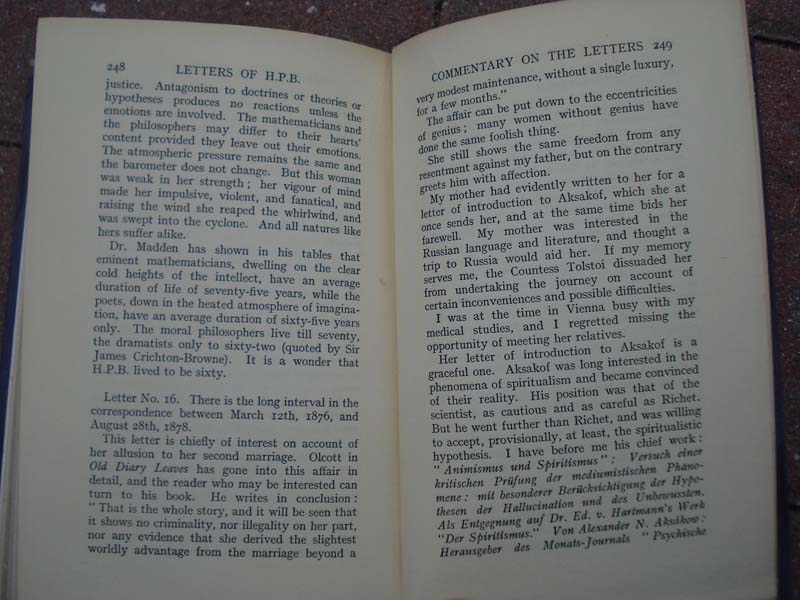 248 LETTERS OF H.P.B.
justice. Antagonism to doctrines or theories or
hypotheses produces no reactions unless the
emotions are involved. The mathematicians and
the philosophers may differ to their hearts'
content provided they leave out their emotions.
The atmospheric pressure remains the same and
the barometer does not change. But this woman
was weak in her strength; her vigour of mind
made her impulsive, violent, and fanatical, and
raising the wind she reaped the whirlwind, and
was swept into the cyclone. And all natures like
hers suffer alike.
Dr. Madden has shown in his tables that
eminent mathematicians, dwelling on the clear
cold heights of the intellect, have an average
duration of life of seventy-five years, while the
poets, down in the heated atmosphere of imagina-
tion, have an average duration of sixty-five years
only. The moral philosophers live till seventy,
the dramatists only to sixty-two (quoted by Sir
James Crichton-Browne). It is a wonder that
H.P.B. lived to be sixty.
Letter No. 16. There is the long interval in the
correspondence between March 12th, 1876, and
August 28th, 1878.
This letter is chiefly of interest on account of
her allusion to her second marriage. Olcott in
Old Diary Leaves has gone into this affair in
detail, and the reader who may be interested can
turn to his book. He writes in conclusion:
"That is the whole story, and it will be seen that
it shows no criminality, nor illegality on her part,
nor any evidence that she derived the slightest
worldly advantage from the marriage beyond a
COMMENTARY ON THE LETTERS 249
very modest maintenance, without a single luxury,
for a few months."
The affair can be put down to the eccentricities
of genius; many women without genius have
done the same foolish thing.
She still shows the same freedom from any
resentment against my father, but on the contrary
greets him with affection.
My mother had evidently written to her for a
letter of introduction to Aksakof, which she at
once sends her, and at the same time bids her
farewell. My mother was interested in the
Russian language and literature, and thought a
trip to Russia would aid her. If my memory
serves me, the Countess Tolstoi dissuaded her
from undertaking the journey on account of
certain inconveniences and possible difficulties.
I was at the time in Vienna busy with my
medical studies, and I regretted missing the
opportunity of meeting her relatives.
Her letter of introduction to Aksakof is a
graceful one. Aksakof was long interested in the
phenomena of spiritualism and became convinced
of their reality. His position was that of the
scientist, as cautious and as careful as Richet.
But he went further than Richet, and was willing
to accept, provisionally, at least, the spiritualistic
hypothesis. I have before me his chief work:
"Animismus und Spiritismus": Versuch einer
kritischen Prüfung der mediumistischen Phäno-
mene: mit besonderer Berücksichtigung der Hypo-
thesen der Hallucination und des Unbewussten.
Als Entgegnung auf Dr. Ed. v. Hartmann's Werk
"Der Spiritismus." Von Alexander N. Aksákow:
Herausgeber des Monats-Journals "Psychische